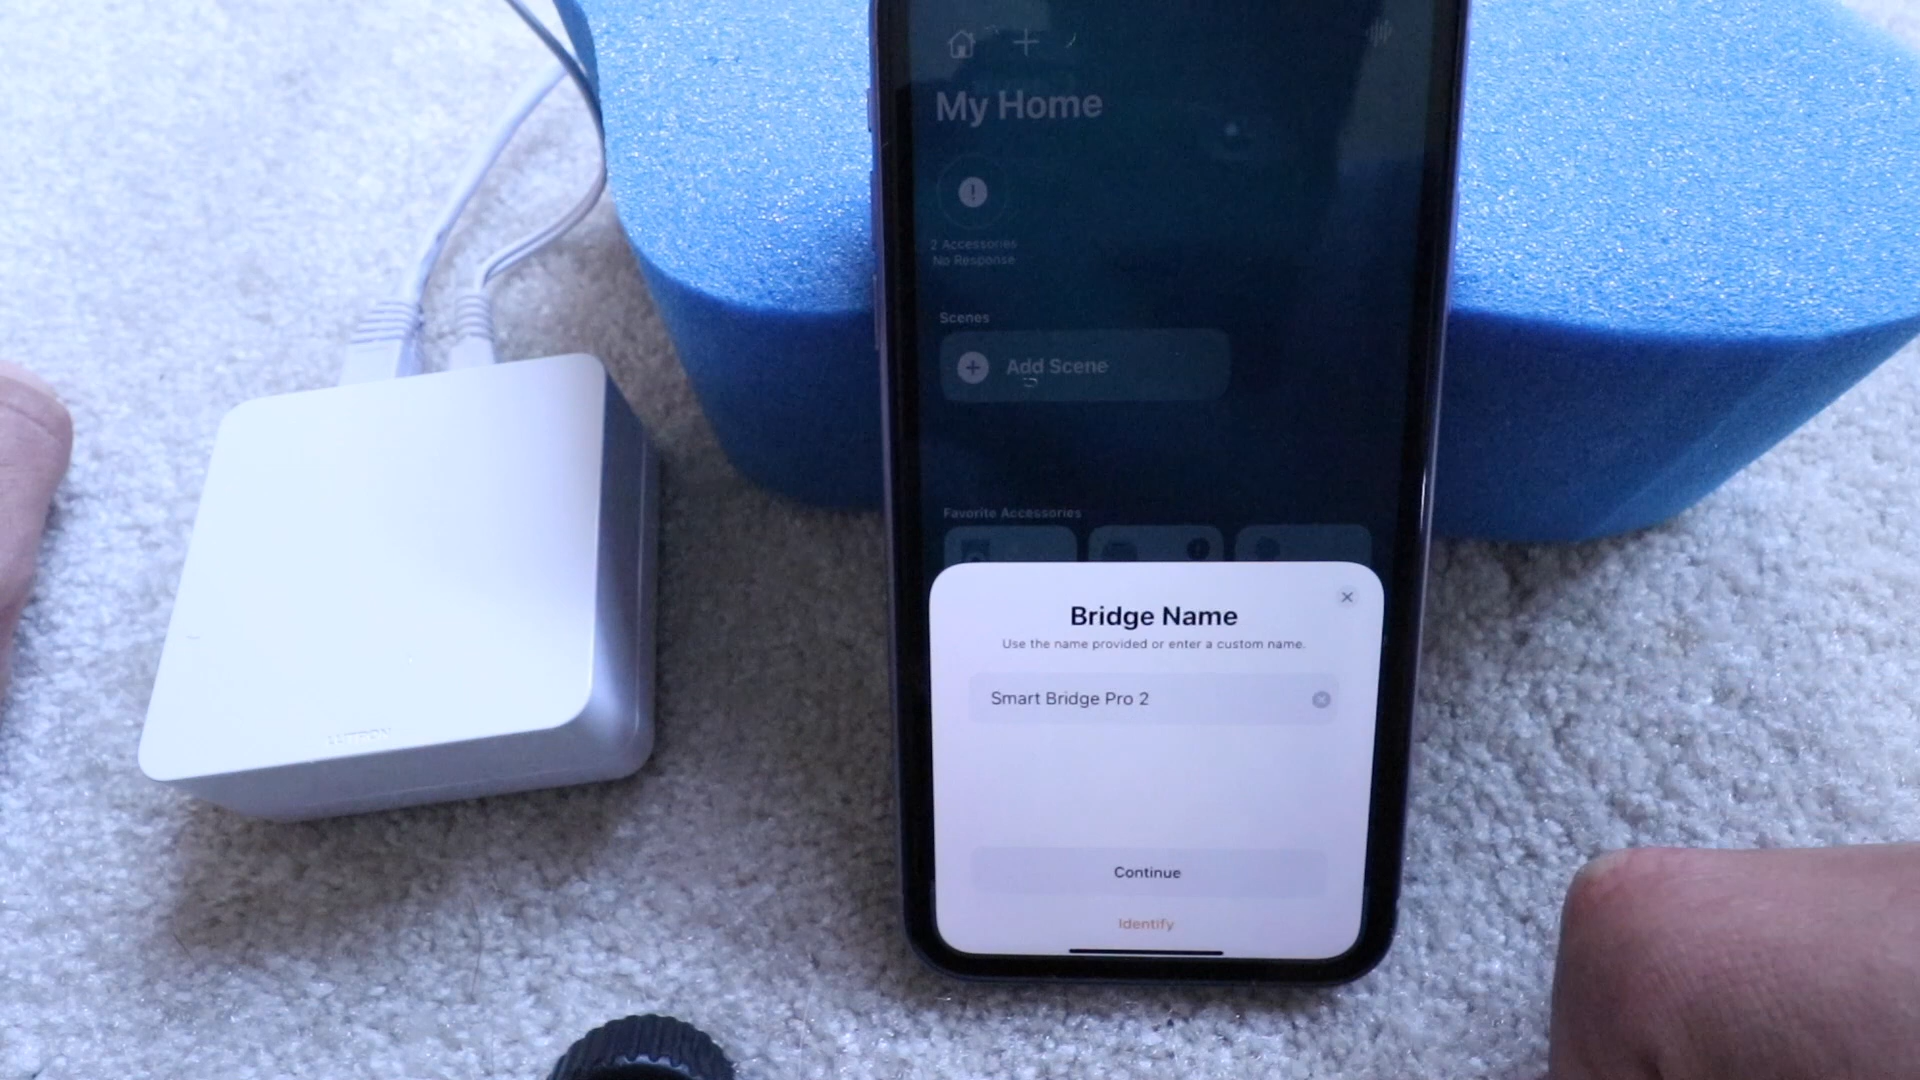 LUTRON
My Home
2 Accessories
No Response
Scenes
Add Scene
Favorite Accessories
Bridge Name
Use the name provided or enter a custom name.
Smart Bridge Pro 2
Continue
Identify